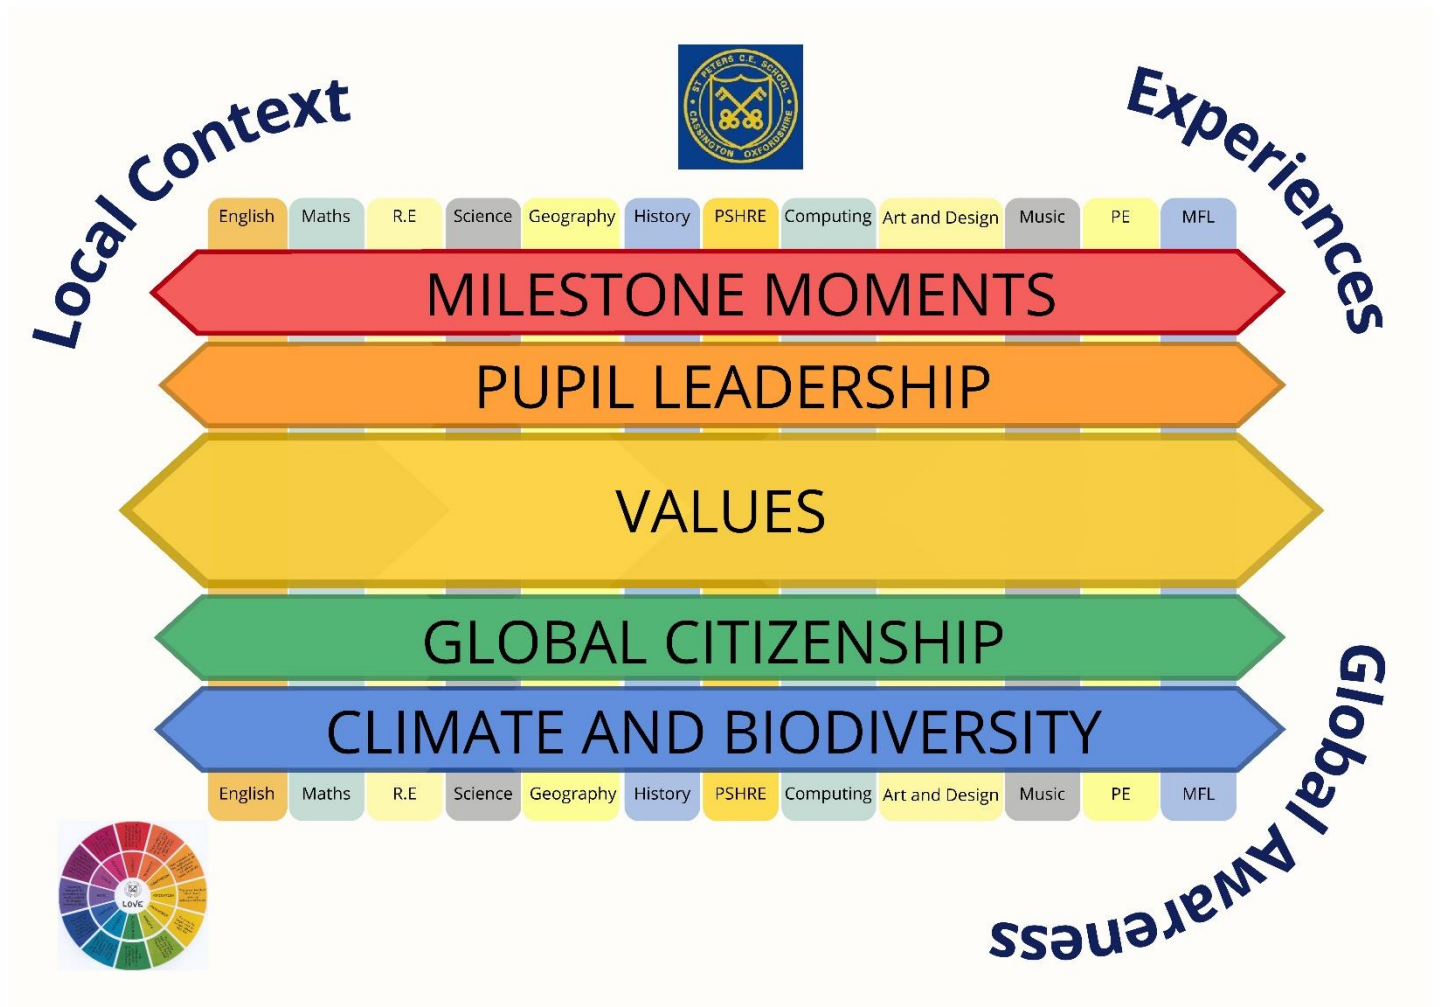 ST PETERS C.E. SCHOOL
CASSINGTON OXFORDSHIRE
Local Context
Experiences
English Maths R.E Science Geography History PSHRE Computing Art and Design Music PE MFL
MILESTONE MOMENTS
PUPIL LEADERSHIP
VALUES
GLOBAL CITIZENSHIP
CLIMATE AND BIODIVERSITY
English Maths R.E Science Geography History PSHRE Computing Art and Design Music PE MFL
Global Awareness
LOVE